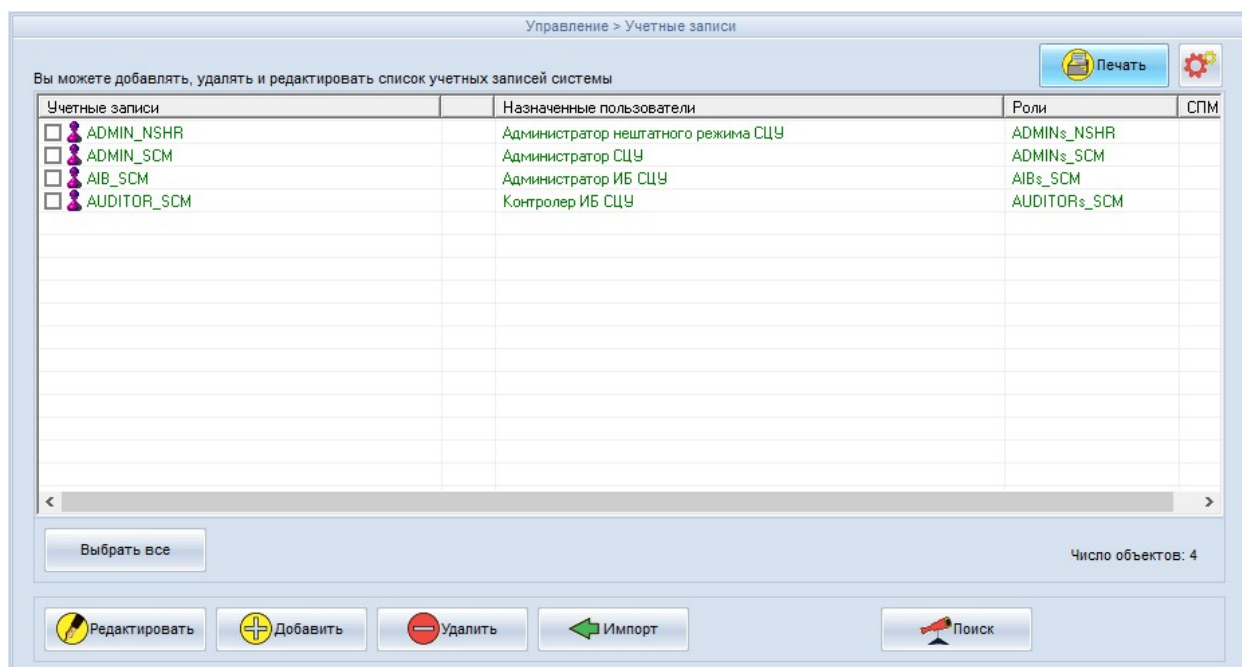 Управление > Учетные записи
Печать
Вы можете добавлять, удалять и редактировать список учетных записей системы
Учетные записи Назначенные пользователи Роли СПМ
ADMIN_NSHR Администратор нештатного режима СЦУ ADMINs_NSHR
ADMIN_SCM Администратор СЦУ ADMINs_SCM
AIB_SCM Администратор ИБ СЦУ AIBs_SCM
AUDITOR_SCM Контролер ИБ СЦУ AUDITORs_SCM
Выбрать все Число объектов: 4
Редактировать Добавить Удалить Импорт Поиск